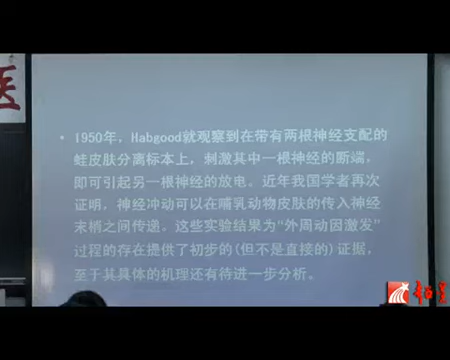 医
• 1950年，Habgood就观察到在带有两根神经支配的
蛙皮肤分离标本上，刺激其中一根神经的断端，
即可引起另一根神经的放电。近年我国学者再次
证明，神经冲动可以在哺乳动物皮肤的传入神经
末梢之间传递。这些实验结果为“外周动因激发”
过程的存在提供了初步的(但不是直接的)证据，
至于其具体的机理还有待进一步分析。